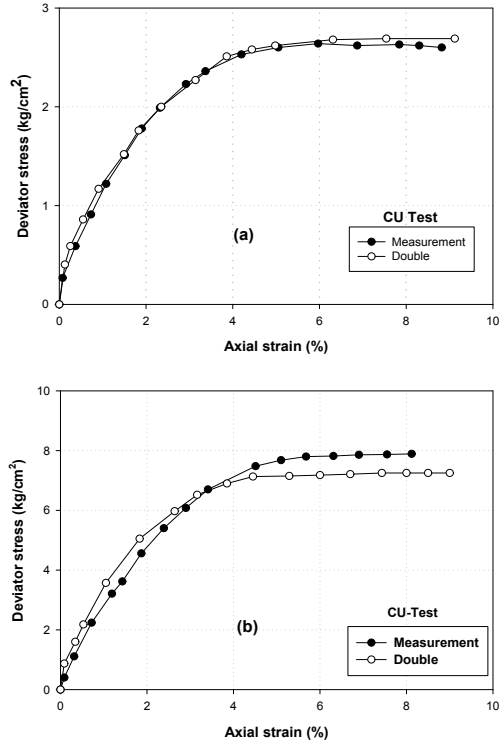 3
2
1
0
Deviator stress (kg/cm2)
(a)
CU Test
Measurement
Double
0 2 4 6 8 10
Axial strain (%)
10
8
6
4
2
0
Deviator stress (kg/cm2)
(b)
CU-Test
Measurement
Double
0 2 4 6 8 10
Axial strain (%)